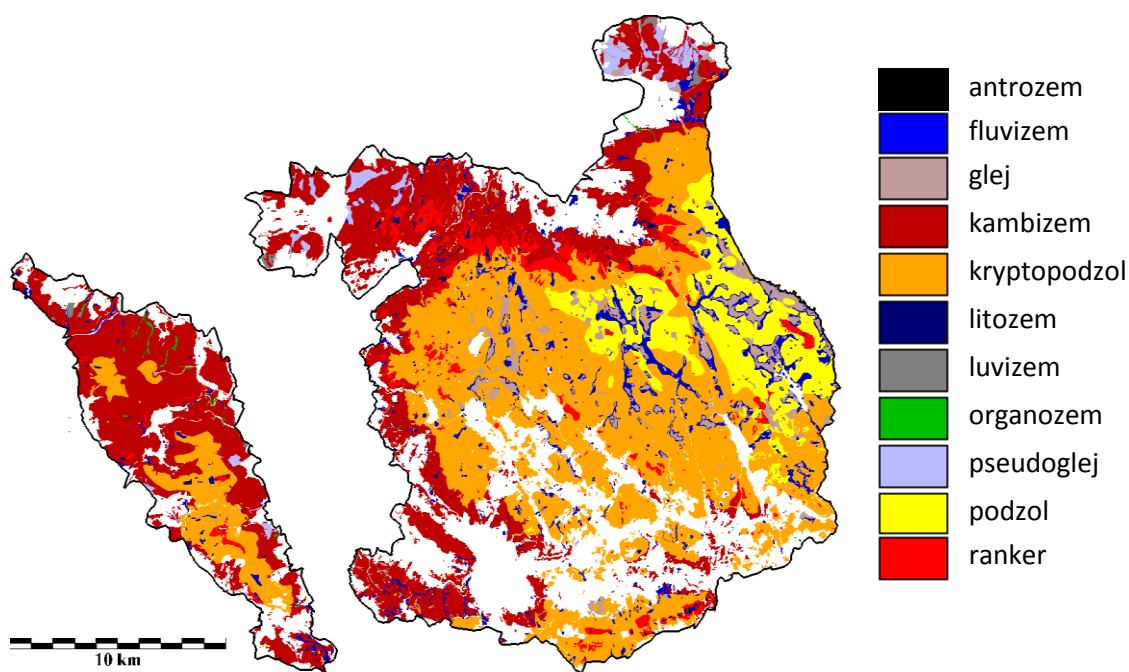 antrozem
fluvizem
glej
kambizem
kryptopodzol
litozem
luvizem
organozem
pseudoglej
podzol
ranker
10 km